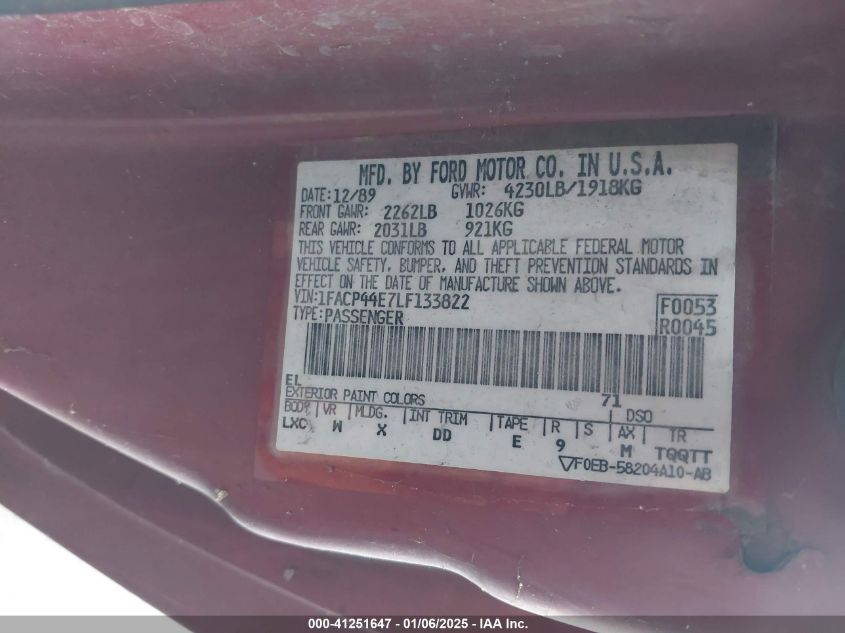 MFD. BY FORD MOTOR CO. IN U.S.A.
DATE: 12/89 GVWR: 4230LB/1918KG
FRONT GAWR: 2262LB 1026KG
REAR GAWR: 2031LB 921KG
THIS VEHICLE CONFORMS TO ALL APPLICABLE FEDERAL MOTOR
VEHICLE SAFETY, BUMPER, AND THEFT PREVENTION STANDARDS IN
EFFECT ON THE DATE OF MANUFACTURE SHOWN ABOVE.
VIN: 1FACP44E7LF133822 F0053
TYPE: PASSENGER R0045
EL 71
EXTERIOR PAINT COLORS DSO
BODY VR MLDG. INT TRIM TAPE R S AX TR
LXC W X DD E 9 M TQQTT
F0EB-58204A10-AB
000-41251647 01/06/2025 IAA Inc.